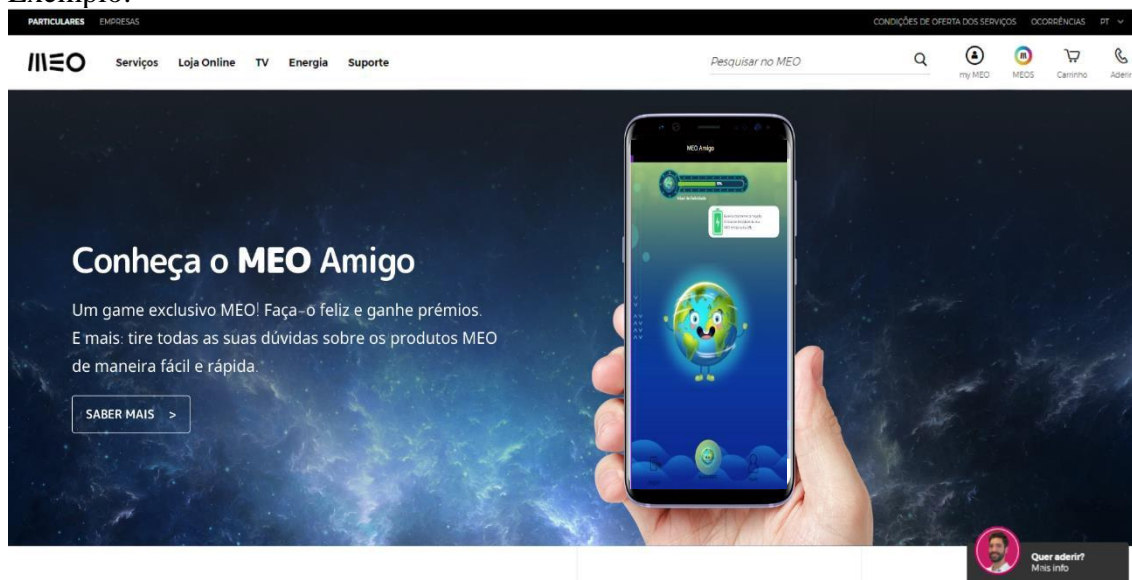 Exemplo:
PARTICULARES EMPRESAS CONDIÇÕES DE OFERTA DOS SERVIÇOS OCORRÊNCIAS PT
MEO Serviços Loja Online TV Energia Suporte Pesquisar no MEO
my MEO MEOS Carrinho Aderir
MEO Amigo
Conheça o MEO Amigo
Um game exclusivo MEO! Faça-o feliz e ganhe prémios.
E mais: tire todas as suas dúvidas sobre os produtos MEO
de maneira fácil e rápida.
SABER MAIS >
Quer aderir?
Mais info